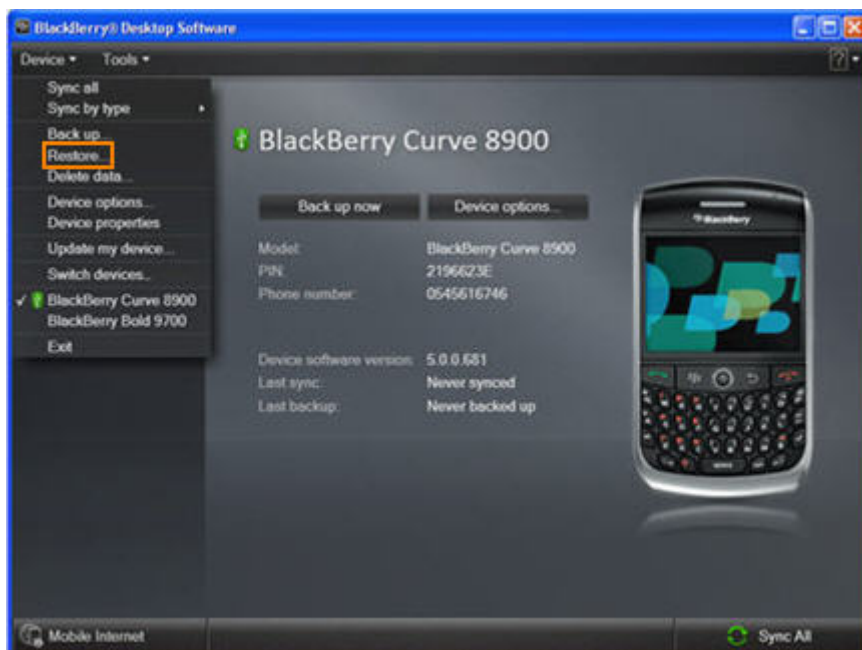 BlackBerry® Desktop Software
Device Tools ?
Sync all
Sync by type
Back up...
Restore...
Delete data...
Device options...
Device properties
Update my device...
Switch devices..
BlackBerry Curve 8900
BlackBerry Bold 9700
Exit
BlackBerry Curve 8900
Back up now Device options...
Model: BlackBerry Curve 8900
PIN: 2196623E
Phone number: 0545616746
Device software version: 5.0.0.681
Last sync: Never synced
Last backup: Never backed up
BlackBerry
Mobile Internet Sync All